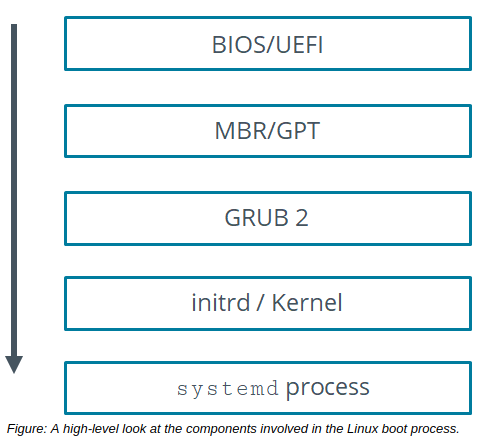 BIOS/UEFI
MBR/GPT
GRUB 2
initrd / Kernel
systemd process
Figure: A high-level look at the components involved in the Linux boot process.